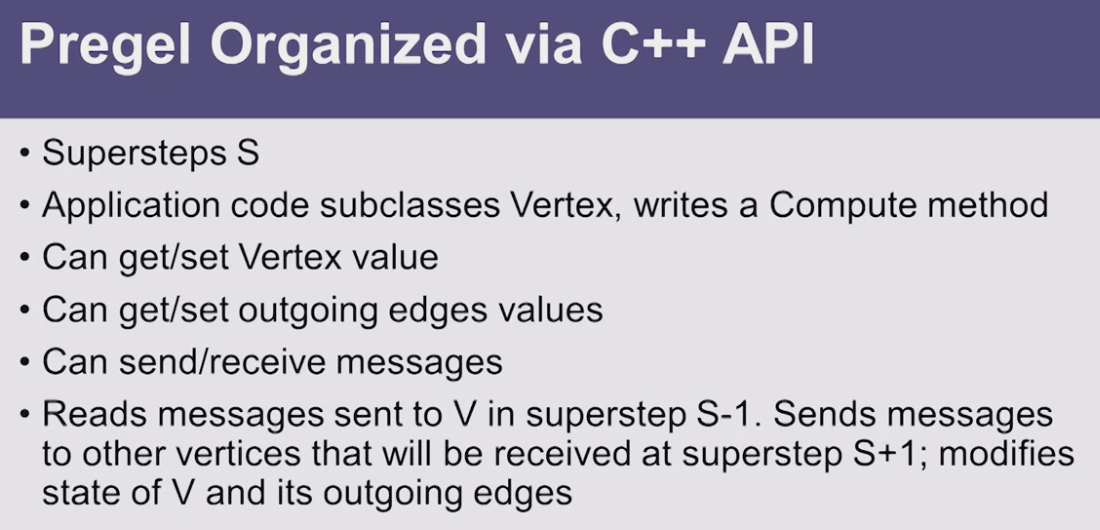 Pregel Organized via C++ API
• Supersteps S
• Application code subclasses Vertex, writes a Compute method
• Can get/set Vertex value
• Can get/set outgoing edges values
• Can send/receive messages
• Reads messages sent to V in superstep S-1. Sends messages
to other vertices that will be received at superstep S+1; modifies
state of V and its outgoing edges